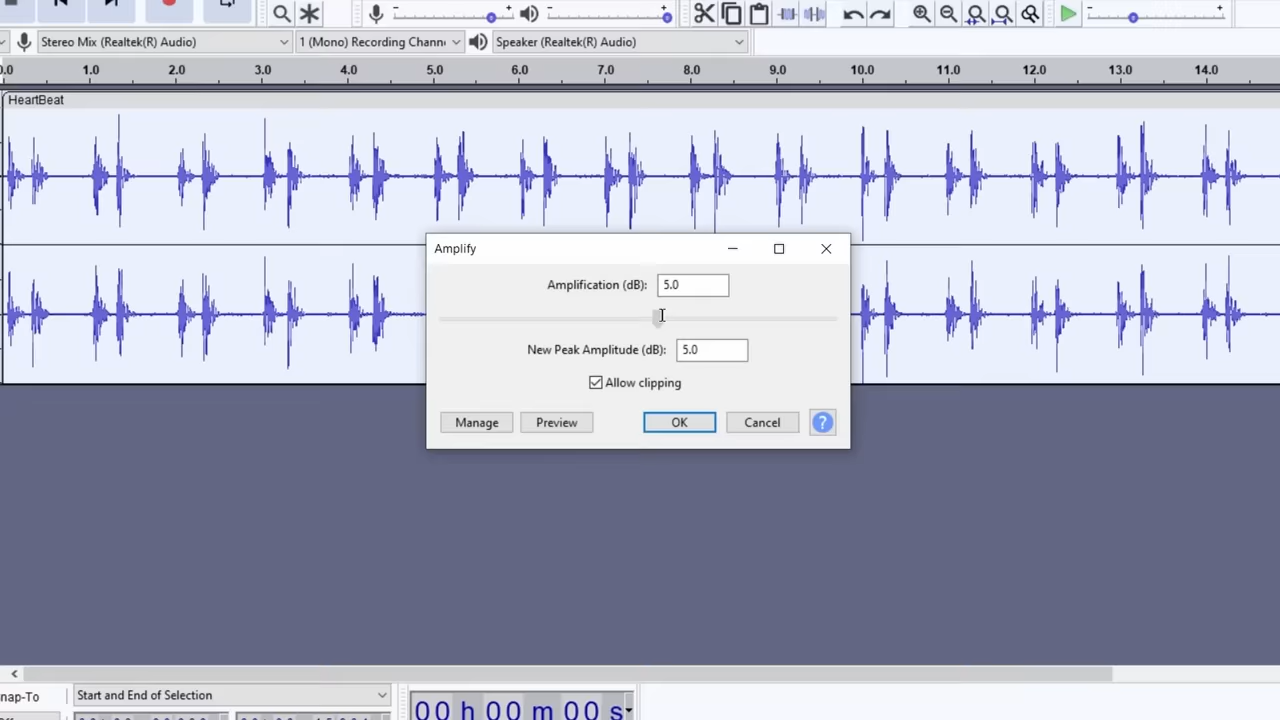 Stereo Mix (Realtek(R) Audio) 1 (Mono) Recording Chann Speaker (Realtek(R) Audio)
0.0 1.0 2.0 3.0 4.0 5.0 6.0 7.0 8.0 9.0 10.0 11.0 12.0 13.0 14.0
HeartBeat
Amplify
Amplification (dB): 5.0
New Peak Amplitude (dB): 5.0
Allow clipping
Manage Preview OK Cancel ?
nap-To Start and End of Selection
00 h 00 m 00 s